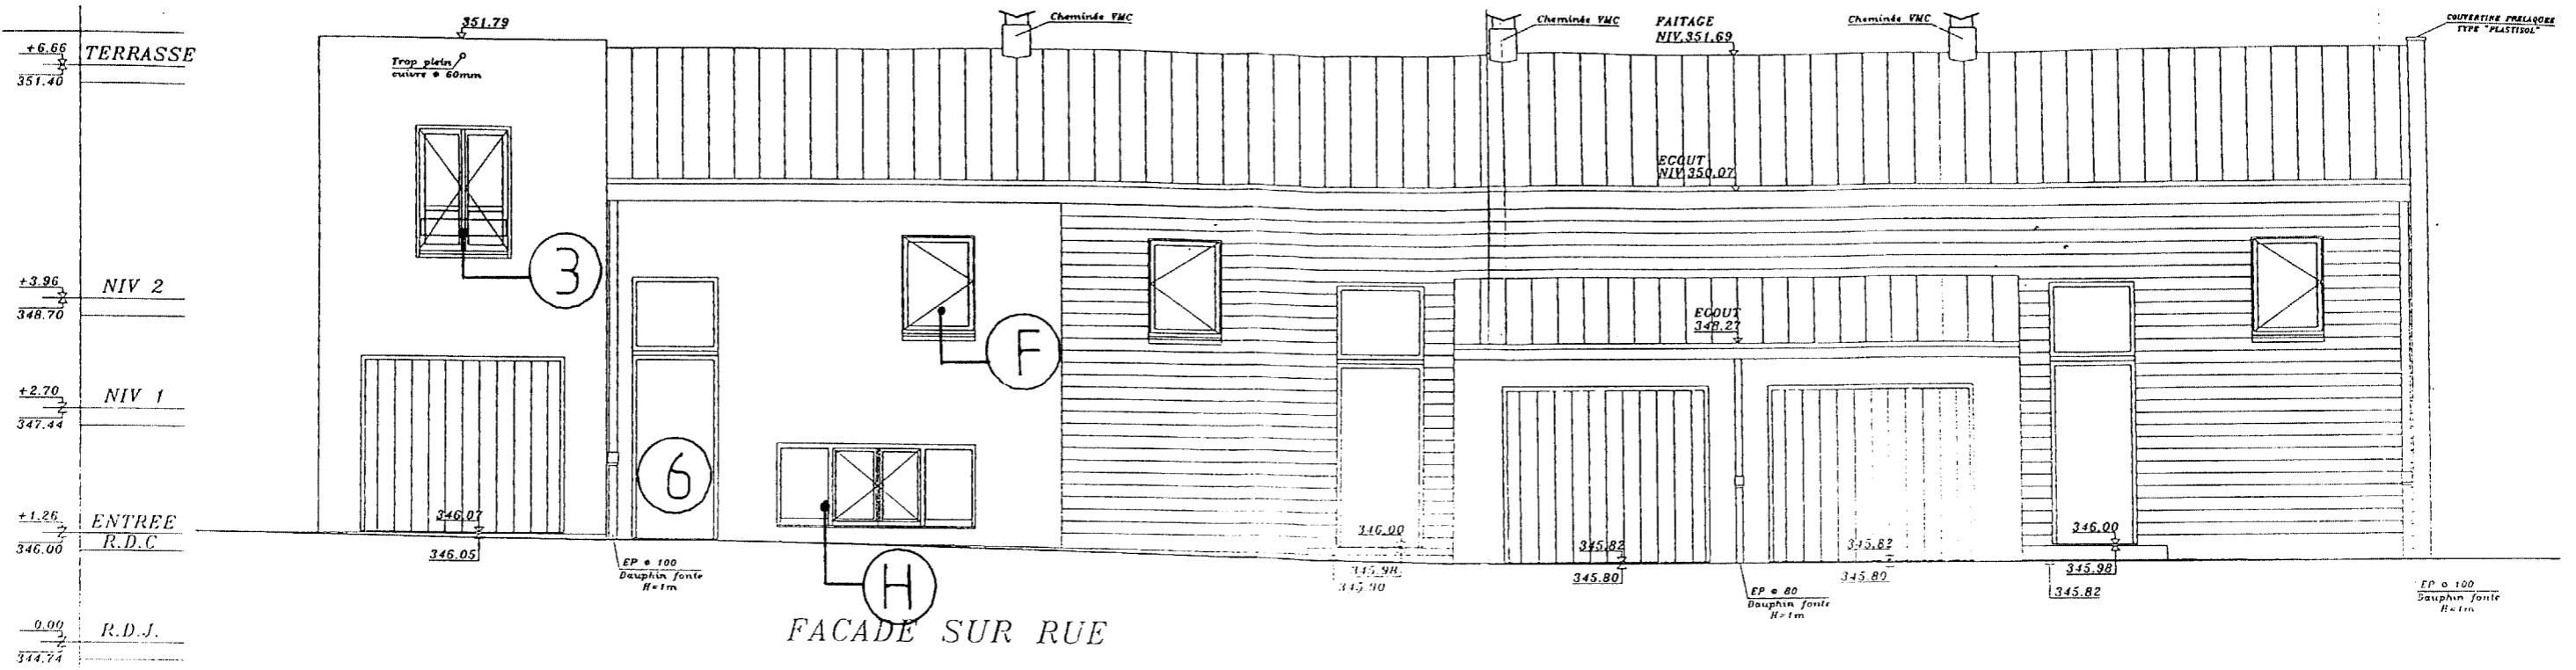 351.79
Cheminée VMC
Cheminée VMC
FAITAGE
NIV.351.69
Cheminée VMC
COUVERTINE PRELAQUEE
TYPE "PLASTISOL"
+6.66
TERRASSE
351.40
Trop plein
cuivre ø 60mm
ECOUT
NIV.350.07
3
+3.96
NIV 2
348.70
F
EGOUT
348.27
+2.70
NIV 1
347.44
6
+1.26
ENTREE
346.00
R.D.C
346.07
346.05
346.00
345.98
345.90
345.82
345.80
345.82
345.80
346.00
345.98
345.82
EP ø 100
Dauphin fonte
H=1m
H
EP ø 80
Dauphin fonte
H=1m
EP ø 100
Dauphin fonte
H=1m
FACADE SUR RUE
0.00
R.D.J.
344.74